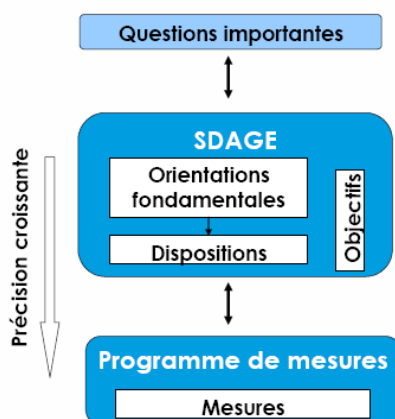 Questions importantes
SDAGE
Orientations
fondamentales
Dispositions
Objectifs
Précision croissante
Programme de mesures
Mesures